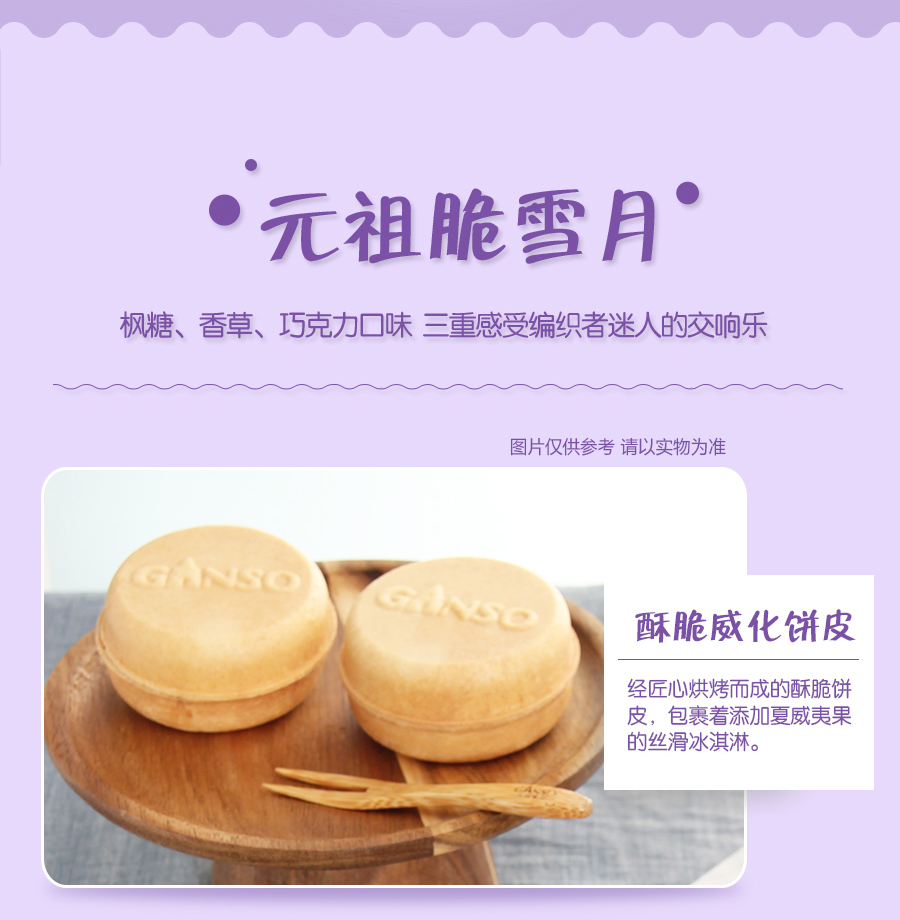 元祖脆雪月
枫糖、香草、巧克力口味 三重感受编织者迷人的交响乐
图片仅供参考 请以实物为准
GANSO
GANSO
酥脆威化饼皮
经匠心烘烤而成的酥脆饼
皮，包裹着添加夏威夷果
的丝滑冰淇淋。